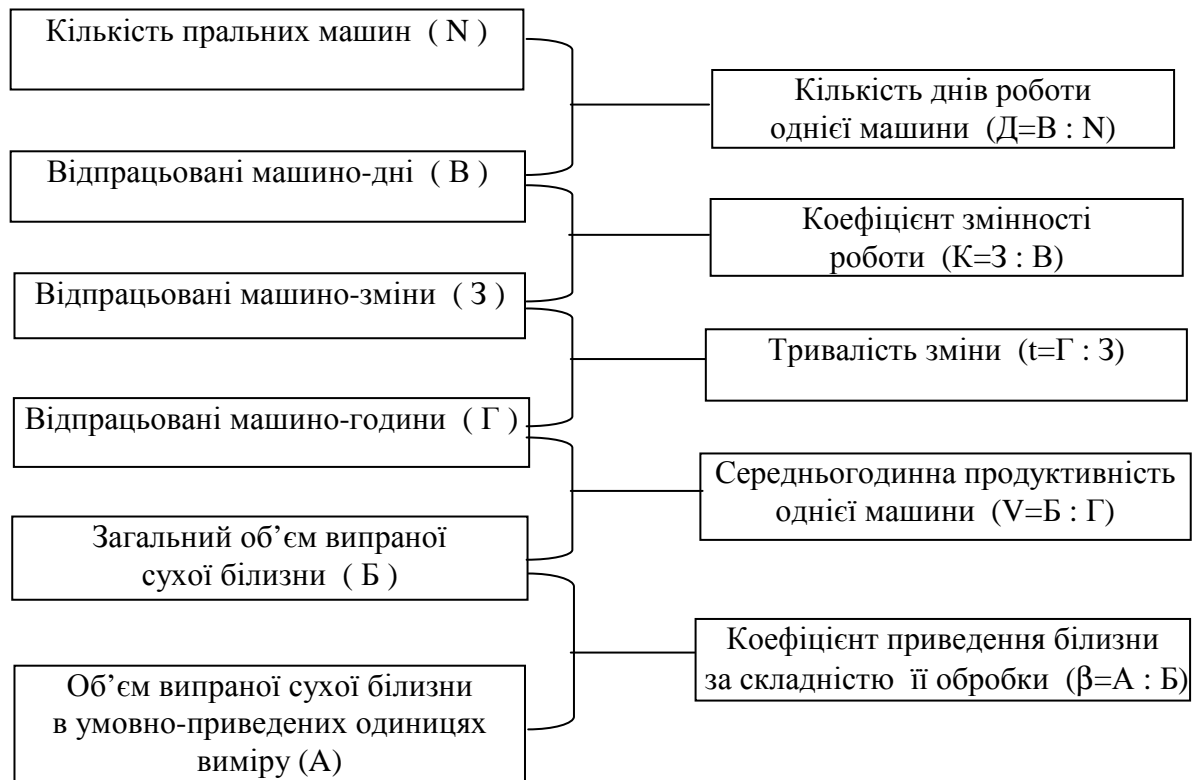 Кількість пральних машин ( N )
Кількість днів роботи
однієї машини (Д=В : N)
Відпрацьовані машино-дні ( В )
Коефіцієнт змінності
роботи (К=З : В)
Відпрацьовані машино-зміни ( З )
Тривалість зміни (t=Г : З)
Відпрацьовані машино-години ( Г )
Середньогодинна продуктивність
однієї машини (V=Б : Г)
Загальний об’єм випраної
сухої білизни ( Б )
Коефіцієнт приведення білизни
за складністю її обробки (β=А : Б)
Об’єм випраної сухої білизни
в умовно-приведених одиницях
виміру (А)